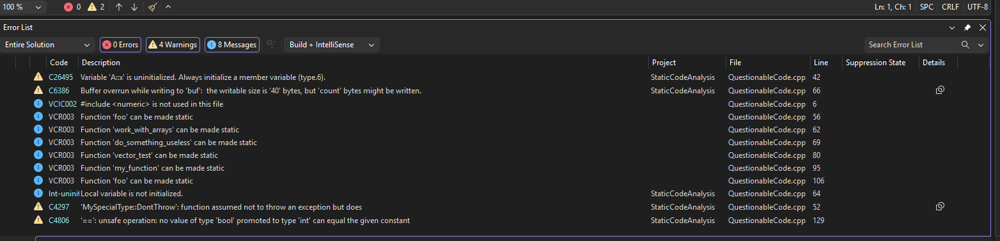 100 % 0 2 Ln: 1, Ch: 1 SPC CRLF UTF-8
Error List
Entire Solution 0 Errors 4 Warnings 8 Messages Build + IntelliSense Search Error List
Code Description Project File Line Suppression State Details
C26495 Variable 'A::x' is uninitialized. Always initialize a member variable (type.6). StaticCodeAnalysis QuestionableCode.cpp 42
C6386 Buffer overrun while writing to 'buf': the writable size is '40' bytes, but 'count' bytes might be written. StaticCodeAnalysis QuestionableCode.cpp 66
VCIC002 #include <numeric> is not used in this file QuestionableCode.cpp 6
VCR003 Function 'foo' can be made static QuestionableCode.cpp 56
VCR003 Function 'work_with_arrays' can be made static QuestionableCode.cpp 62
VCR003 Function 'do_something_useless' can be made static QuestionableCode.cpp 69
VCR003 Function 'vector_test' can be made static QuestionableCode.cpp 80
VCR003 Function 'my_function' can be made static QuestionableCode.cpp 95
VCR003 Function 'foo' can be made static QuestionableCode.cpp 106
Int-uninit Local variable is not initialized. StaticCodeAnalysis QuestionableCode.cpp 64
C4297 'MySpecialType::DontThrow': function assumed not to throw an exception but does StaticCodeAnalysis QuestionableCode.cpp 52
C4806 '==': unsafe operation: no value of type 'bool' promoted to type 'int' can equal the given constant StaticCodeAnalysis QuestionableCode.cpp 129